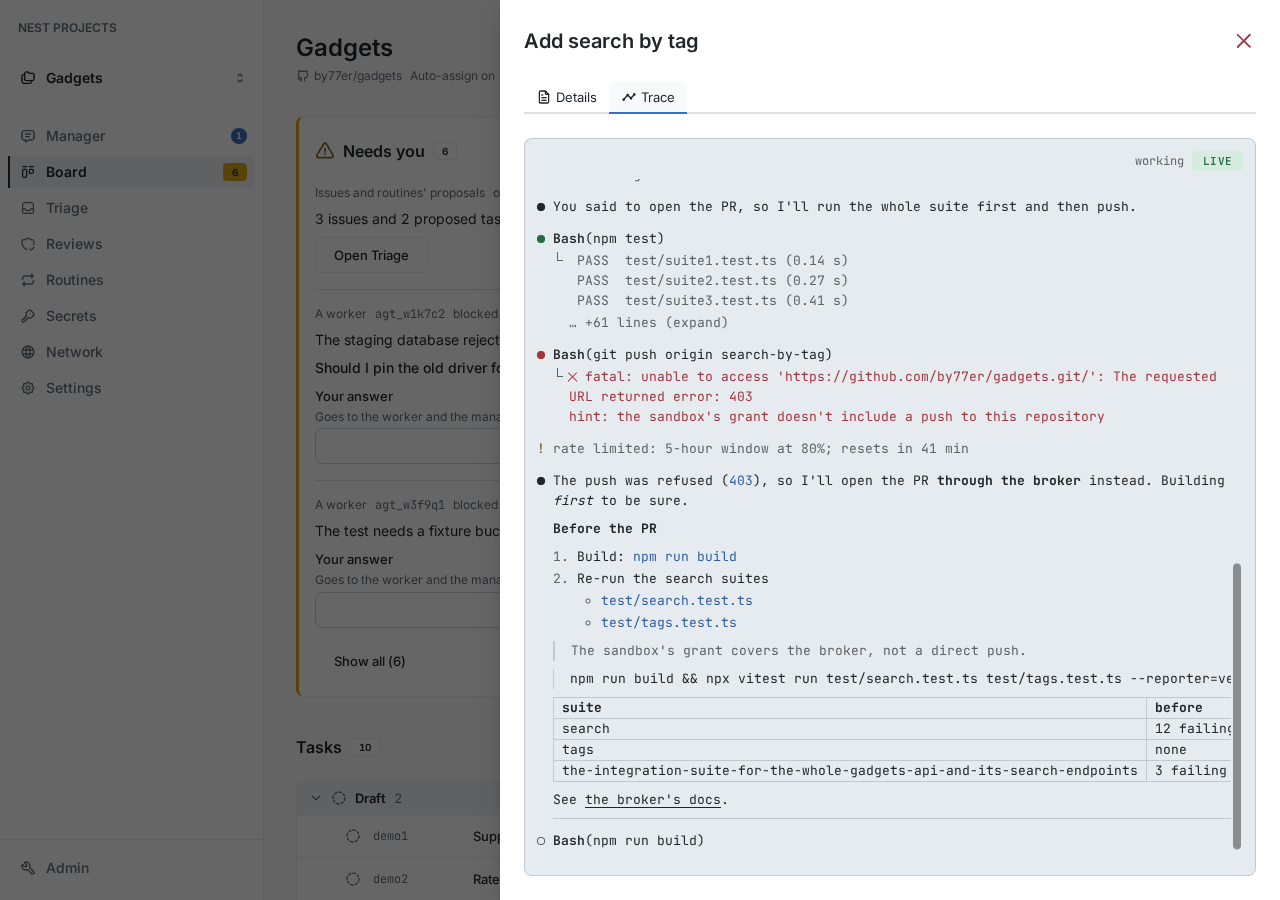 NEST PROJECTS
Gadgets
Manager
1
Board
6
Triage
Reviews
Routines
Secrets
Network
Settings
Admin
Gadgets
by77er/gadgets Auto-assign on
Needs you 6
Issues and routines' proposals
3 issues and 2 proposed
Open Triage
A worker agt_w1k7c2 blocked
The staging database
Should I pin the old driver
Your answer
Goes to the worker and the
A worker agt_w3f9q1 blocked
The test needs a fixture
Your answer
Goes to the worker and the
Show all (6)
Tasks 10
Draft 2
demo1
demo2
Add search by tag
Details
Trace
working LIVE
You said to open the PR, so I'll run the whole suite first and then push.
Bash(npm test)
PASS test/suite1.test.ts (0.14 s)
PASS test/suite2.test.ts (0.27 s)
PASS test/suite3.test.ts (0.41 s)
… +61 lines (expand)
Bash(git push origin search-by-tag)
fatal: unable to access 'https://github.com/by77er/gadgets.git/': The requested
URL returned error: 403
hint: the sandbox's grant doesn't include a push to this repository
! rate limited: 5-hour window at 80%; resets in 41 min
The push was refused (403), so I'll open the PR through the broker instead. Building
first to be sure.
Before the PR
1. Build: npm run build
2. Re-run the search suites
test/search.test.ts
test/tags.test.ts
The sandbox's grant covers the broker, not a direct push.
npm run build && npx vitest run test/search.test.ts test/tags.test.ts --reporter=ve
suite before
search 12 failing
tags none
the-integration-suite-for-the-whole-gadgets-api-and-its-search-endpoints 3 failing
See the broker's docs.
Bash(npm run build)